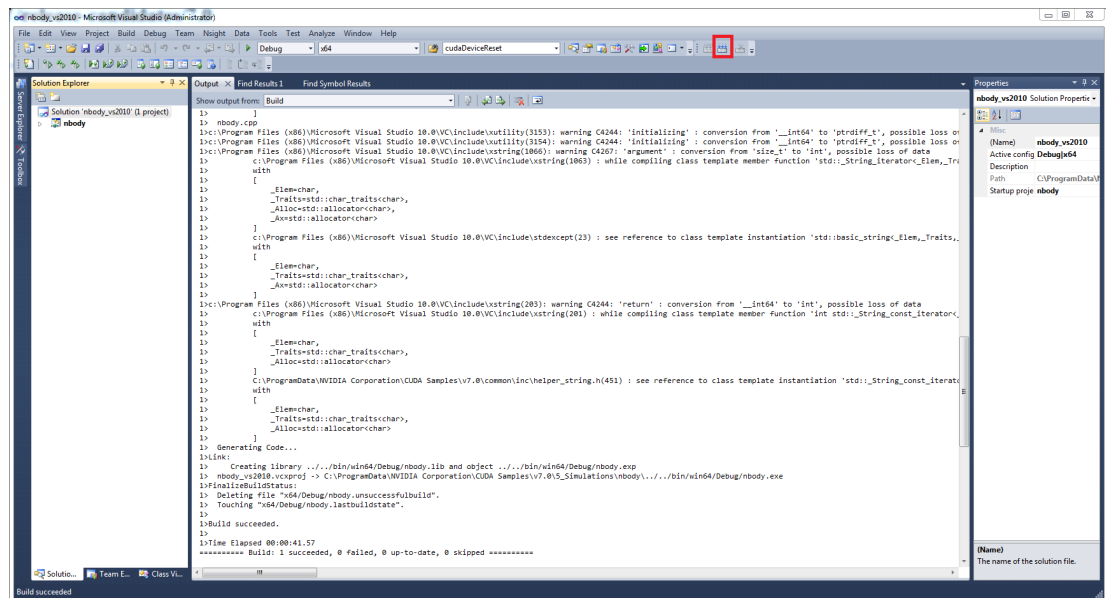 nbody_vs2010 - Microsoft Visual Studio (Administrator)
File Edit View Project Build Debug Team Nsight Data Tools Test Analyze Window Help
Debug x64 cudaDeviceReset
Server Explorer
Toolbox
Solution Explorer
Solution 'nbody_vs2010' (1 project)
nbody
Output Find Results 1 Find Symbol Results
Show output from: Build
1> ]
1> nbody.cpp
1>c:\Program Files (x86)\Microsoft Visual Studio 10.0\VC\include\xutility(3153): warning C4244: 'initializing' : conversion from '__int64' to 'ptrdiff_t', possible loss of
1>c:\Program Files (x86)\Microsoft Visual Studio 10.0\VC\include\xutility(3154): warning C4244: 'initializing' : conversion from '__int64' to 'ptrdiff_t', possible loss of
1>c:\Program Files (x86)\Microsoft Visual Studio 10.0\VC\include\xstring(1066): warning C4267: 'argument' : conversion from 'size_t' to 'int', possible loss of data
1> c:\Program Files (x86)\Microsoft Visual Studio 10.0\VC\include\xstring(1063) : while compiling class template member function 'std::_String_iterator<_Elem,_Tra
1> with
1> [
1> _Elem=char,
1> _Traits=std::char_traits<char>,
1> _Alloc=std::allocator<char>,
1> _Ax=std::allocator<char>
1> ]
1> c:\Program Files (x86)\Microsoft Visual Studio 10.0\VC\include\stdexcept(23) : see reference to class template instantiation 'std::basic_string<_Elem,_Traits,_
1> with
1> [
1> _Elem=char,
1> _Traits=std::char_traits<char>,
1> _Ax=std::allocator<char>
1> ]
1>c:\Program Files (x86)\Microsoft Visual Studio 10.0\VC\include\xstring(203): warning C4244: 'return' : conversion from '__int64' to 'int', possible loss of data
1> c:\Program Files (x86)\Microsoft Visual Studio 10.0\VC\include\xstring(201) : while compiling class template member function 'int std::_String_const_iterator<_
1> with
1> [
1> _Elem=char,
1> _Traits=std::char_traits<char>,
1> _Alloc=std::allocator<char>
1> ]
1> C:\ProgramData\NVIDIA Corporation\CUDA Samples\v7.0\common\inc\helper_string.h(451) : see reference to class template instantiation 'std::_String_const_iterato
1> with
1> [
1> _Elem=char,
1> _Traits=std::char_traits<char>,
1> _Alloc=std::allocator<char>
1> ]
1> Generating Code...
1>Link:
1> Creating library ../../bin/win64/Debug/nbody.lib and object ../../bin/win64/Debug/nbody.exp
1> nbody_vs2010.vcxproj -> C:\ProgramData\NVIDIA Corporation\CUDA Samples\v7.0\5_Simulations\nbody\../../bin/win64/Debug/nbody.exe
1>FinalizeBuildStatus:
1> Deleting file "x64/Debug/nbody.unsuccessfulbuild".
1> Touching "x64/Debug/nbody.lastbuildstate".
1>
1>Build succeeded.
1>
1>Time Elapsed 00:00:41.57
========== Build: 1 succeeded, 0 failed, 0 up-to-date, 0 skipped ==========
Properties
nbody_vs2010 Solution Propertie
Misc
(Name) nbody_vs2010
Active config Debug|x64
Description
Path C:\ProgramData\
Startup proje nbody
(Name)
The name of the solution file.
Solutio... Team E... Class Vi...
Build succeeded